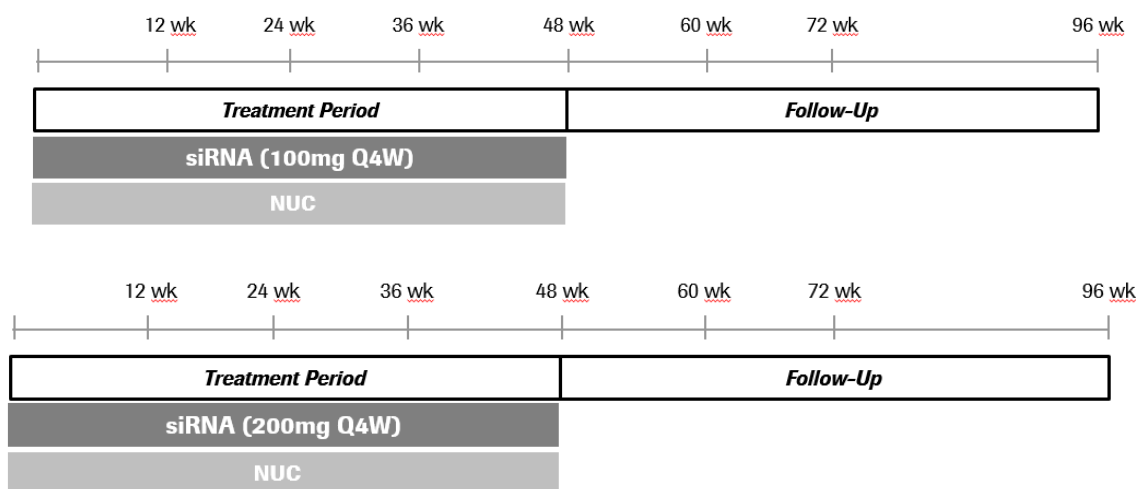 12 wk 24 wk 36 wk 48 wk 60 wk 72 wk 96 wk
Treatment Period Follow-Up
siRNA (100mg Q4W)
NUC
12 wk 24 wk 36 wk 48 wk 60 wk 72 wk 96 wk
Treatment Period Follow-Up
siRNA (200mg Q4W)
NUC